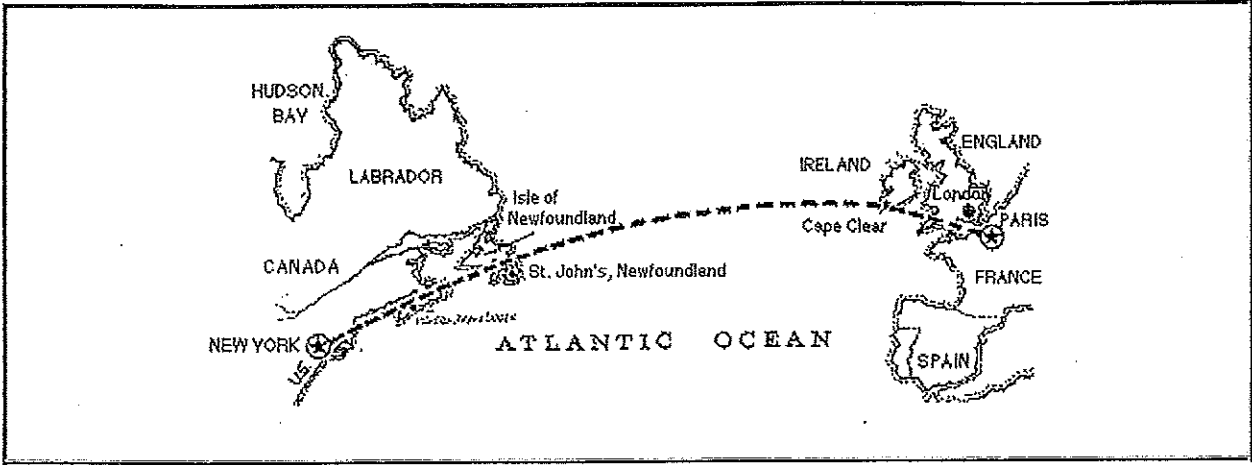 HUDSON
BAY
ENGLAND
IRELAND
LABRADOR
London
Isle of
Newfoundland
PARIS
Cape Clear
CANADA
St. John's, Newfoundland
FRANCE
NEW YORK
ATLANTIC OCEAN
SPAIN
U.S.